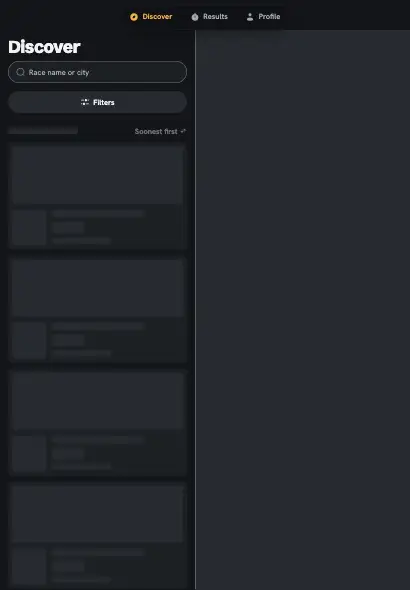 Discover
Results
Profile
Discover
Race name or city
Filters
Soonest first